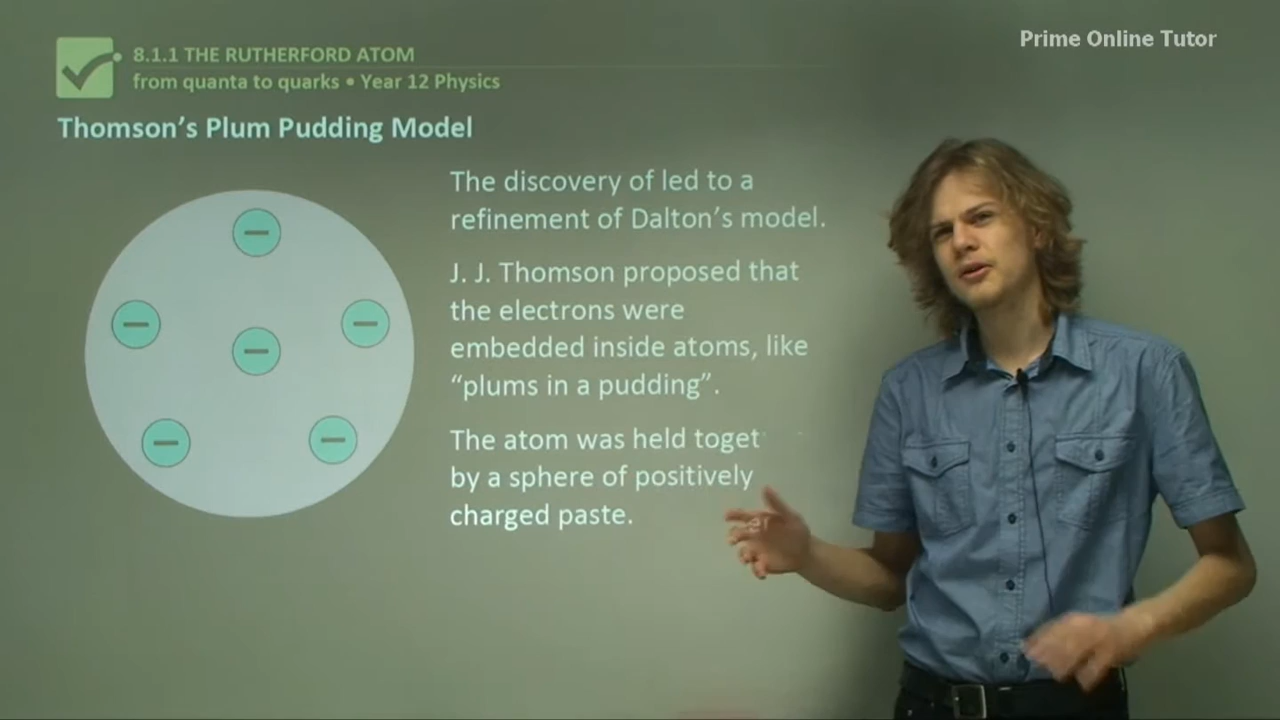 Prime Online Tutor
8.1.1 THE RUTHERFORD ATOM
from quanta to quarks • Year 12 Physics
Thomson's Plum Pudding Model
The discovery of led to a
refinement of Dalton's model.
J. J. Thomson proposed that
the electrons were
embedded inside atoms, like
“plums in a pudding”.
The atom was held toget
by a sphere of positively
charged paste.